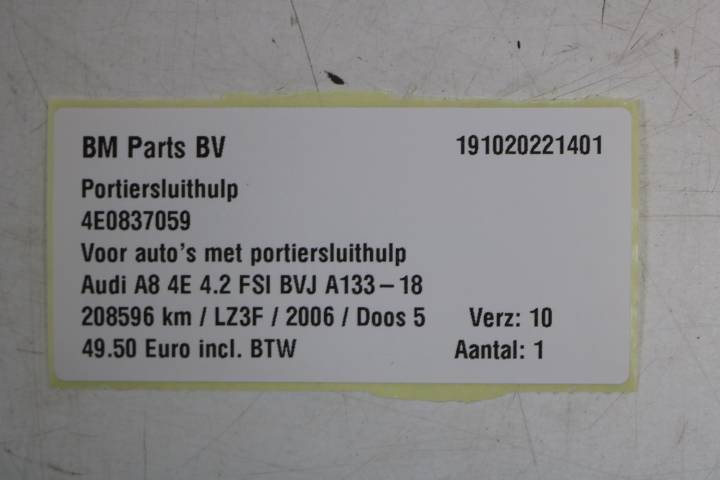 BM Parts BV 191020221401
Portiersluithulp
4E0837059
Voor auto's met portiersluithulp
Audi A8 4E 4.2 FSI BVJ A133 – 18
208596 km / LZ3F / 2006 / Doos 5 Verz: 10
49.50 Euro incl. BTW Aantal: 1